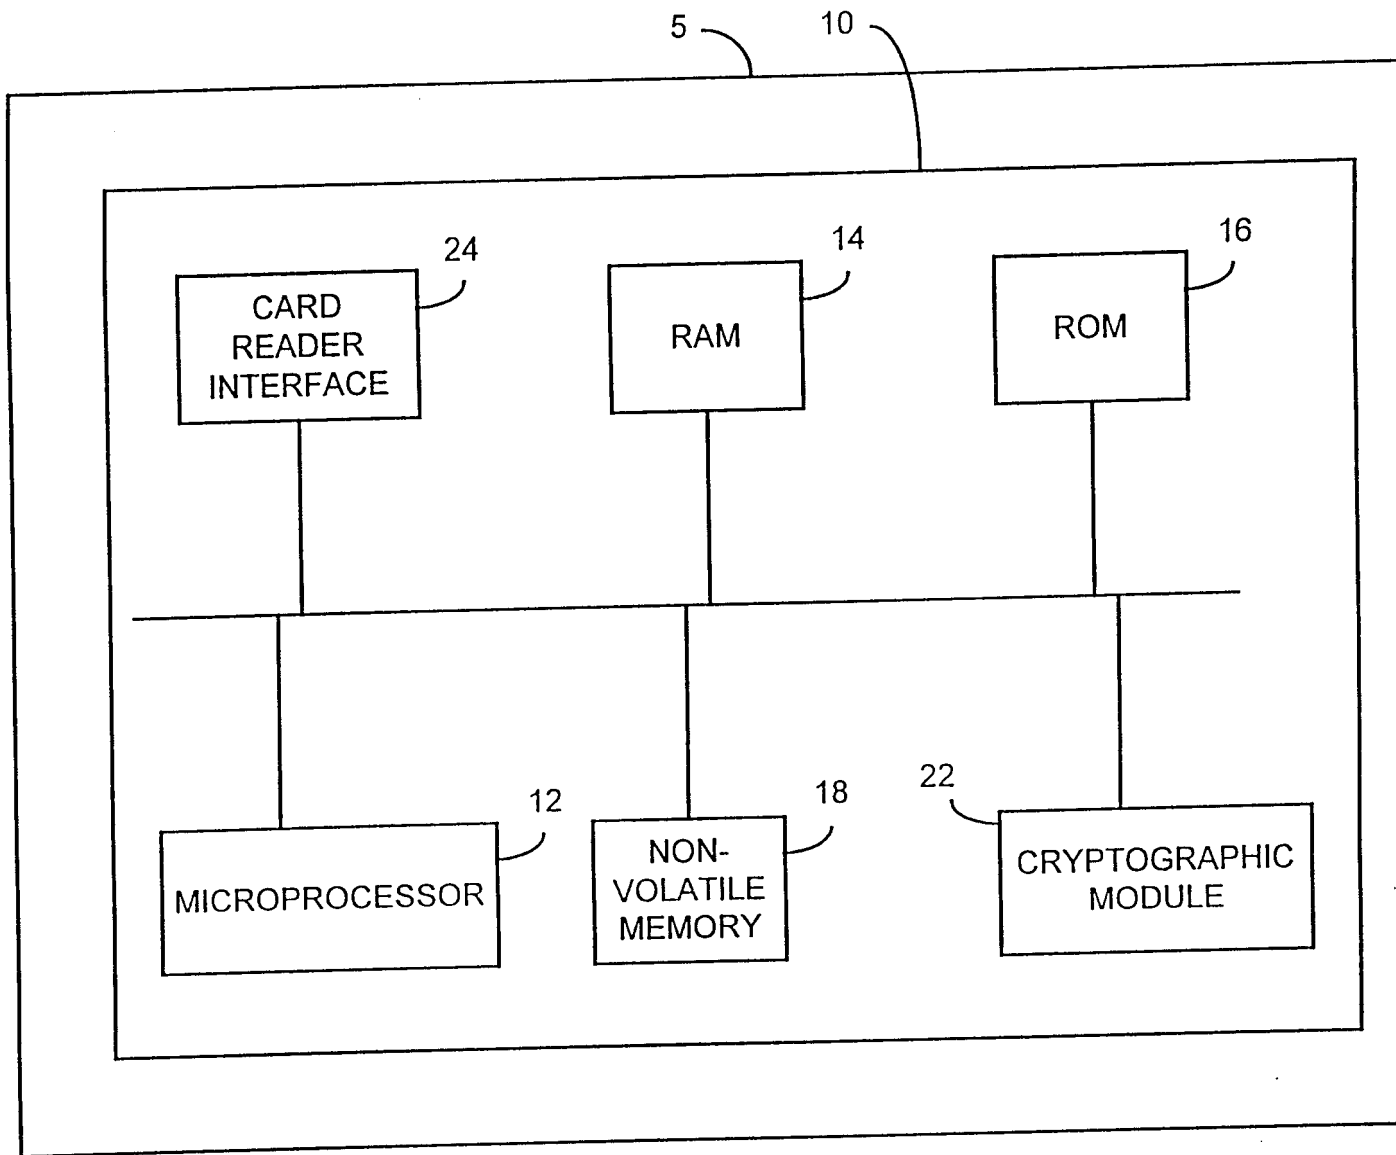 5
10
24
CARD
READER
INTERFACE
14
RAM
16
ROM
12
MICROPROCESSOR
18
NON-
VOLATILE
MEMORY
22
CRYPTOGRAPHIC
MODULE